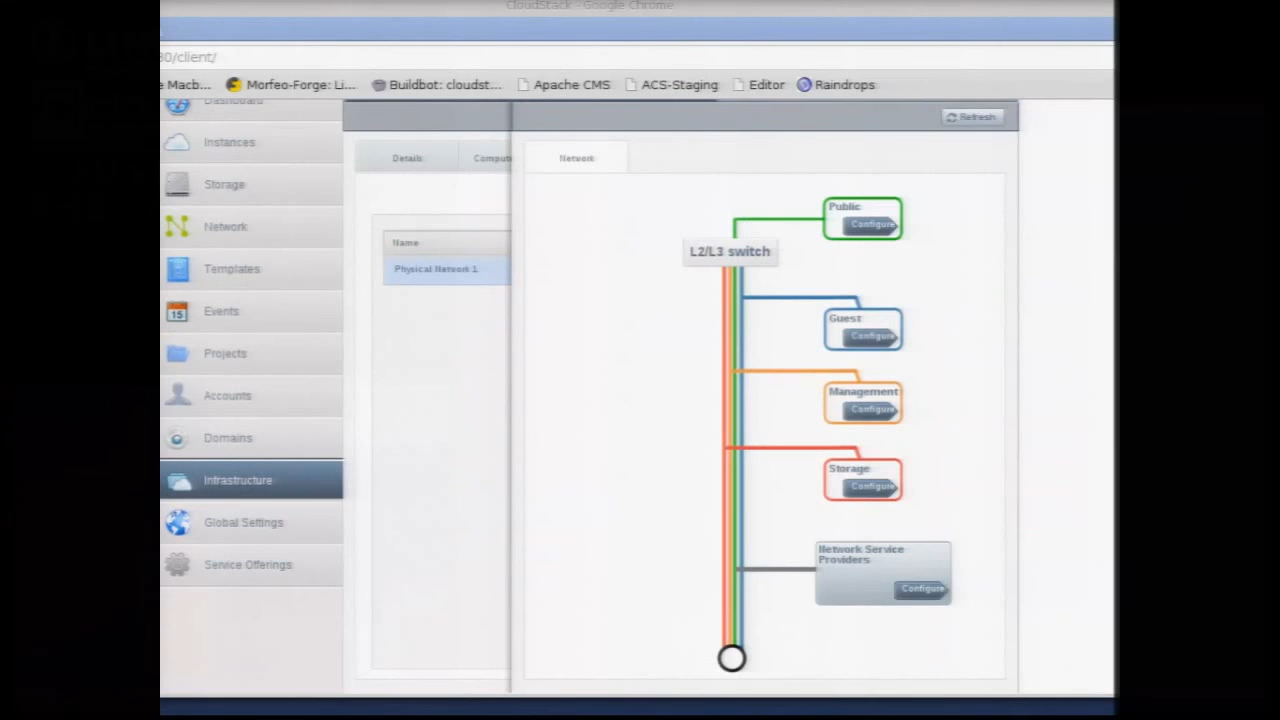 CloudStack - Google Chrome
80/client/
e Macb... Morfeo-Forge: Li... Buildbot: cloudst... Apache CMS ACS-Staging Editor Raindrops
Dashboard
Refresh
Instances
Details Comput Network
Storage
Public
Configure
Network
Name
L2/L3 switch
Templates
Physical Network 1
Events
15
Guest
Configure
Projects
Accounts
Management
Configure
Domains
Storage
Configure
Infrastructure
Global Settings
Network Service
Providers
Service Offerings
Configure